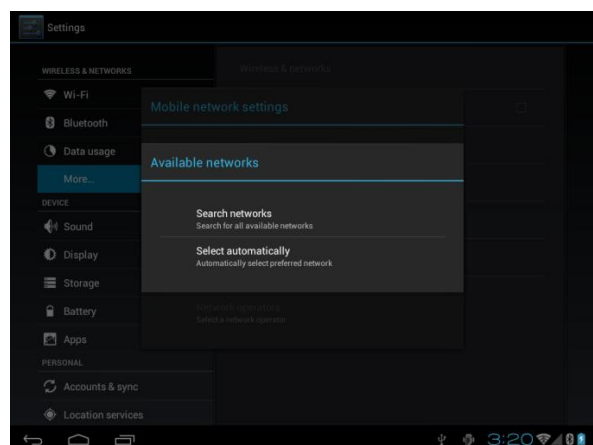 Settings
WIRELESS & NETWORKS
Wi-Fi
Bluetooth
Data usage
More...
DEVICE
Sound
Display
Storage
Battery
Apps
PERSONAL
Accounts & sync
Location services
Wireless & networks
Mobile network settings
Available networks
Search networks
Search for all available networks
Select automatically
Automatically select preferred network
Network operators
Select a network operator
3:20